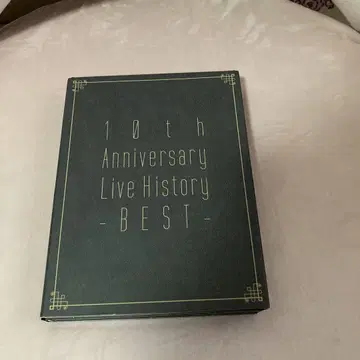 10th
Anniversary
Live History
- BEST -